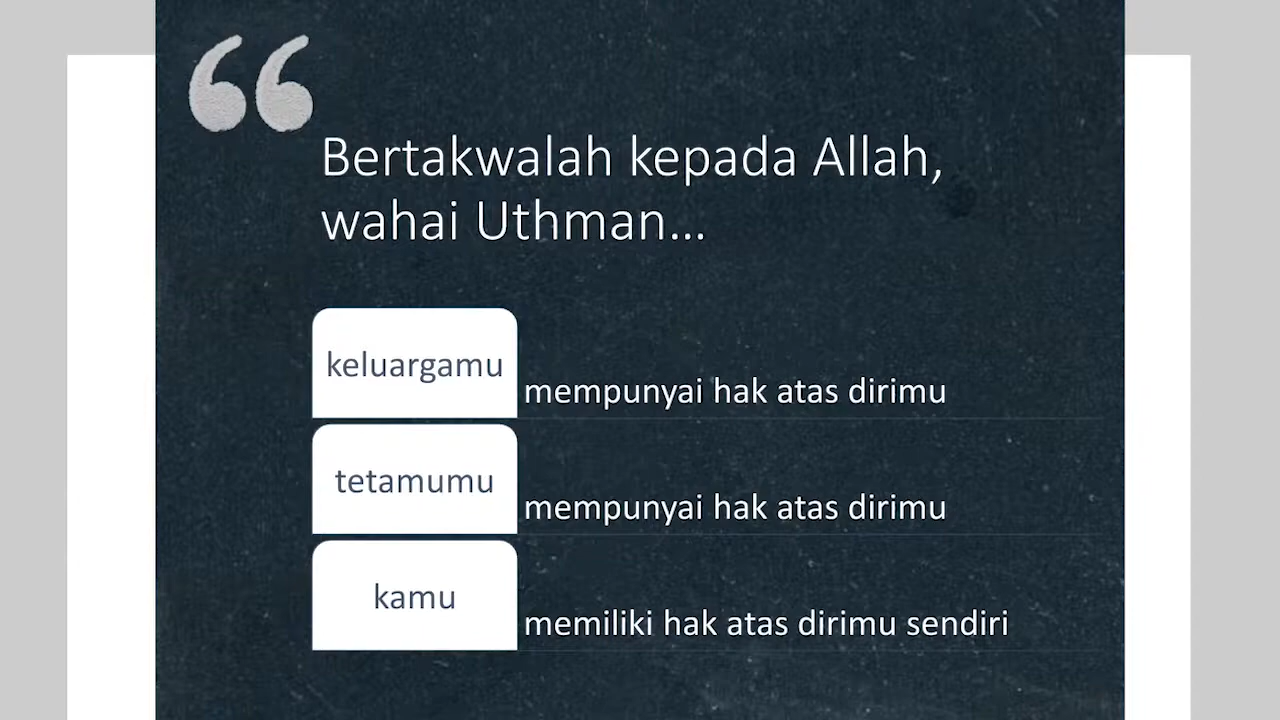 “
Bertakwalah kepada Allah,
wahai Uthman...
keluargamu
mempunyai hak atas dirimu
tetamumu
mempunyai hak atas dirimu
kamu
memiliki hak atas dirimu sendiri